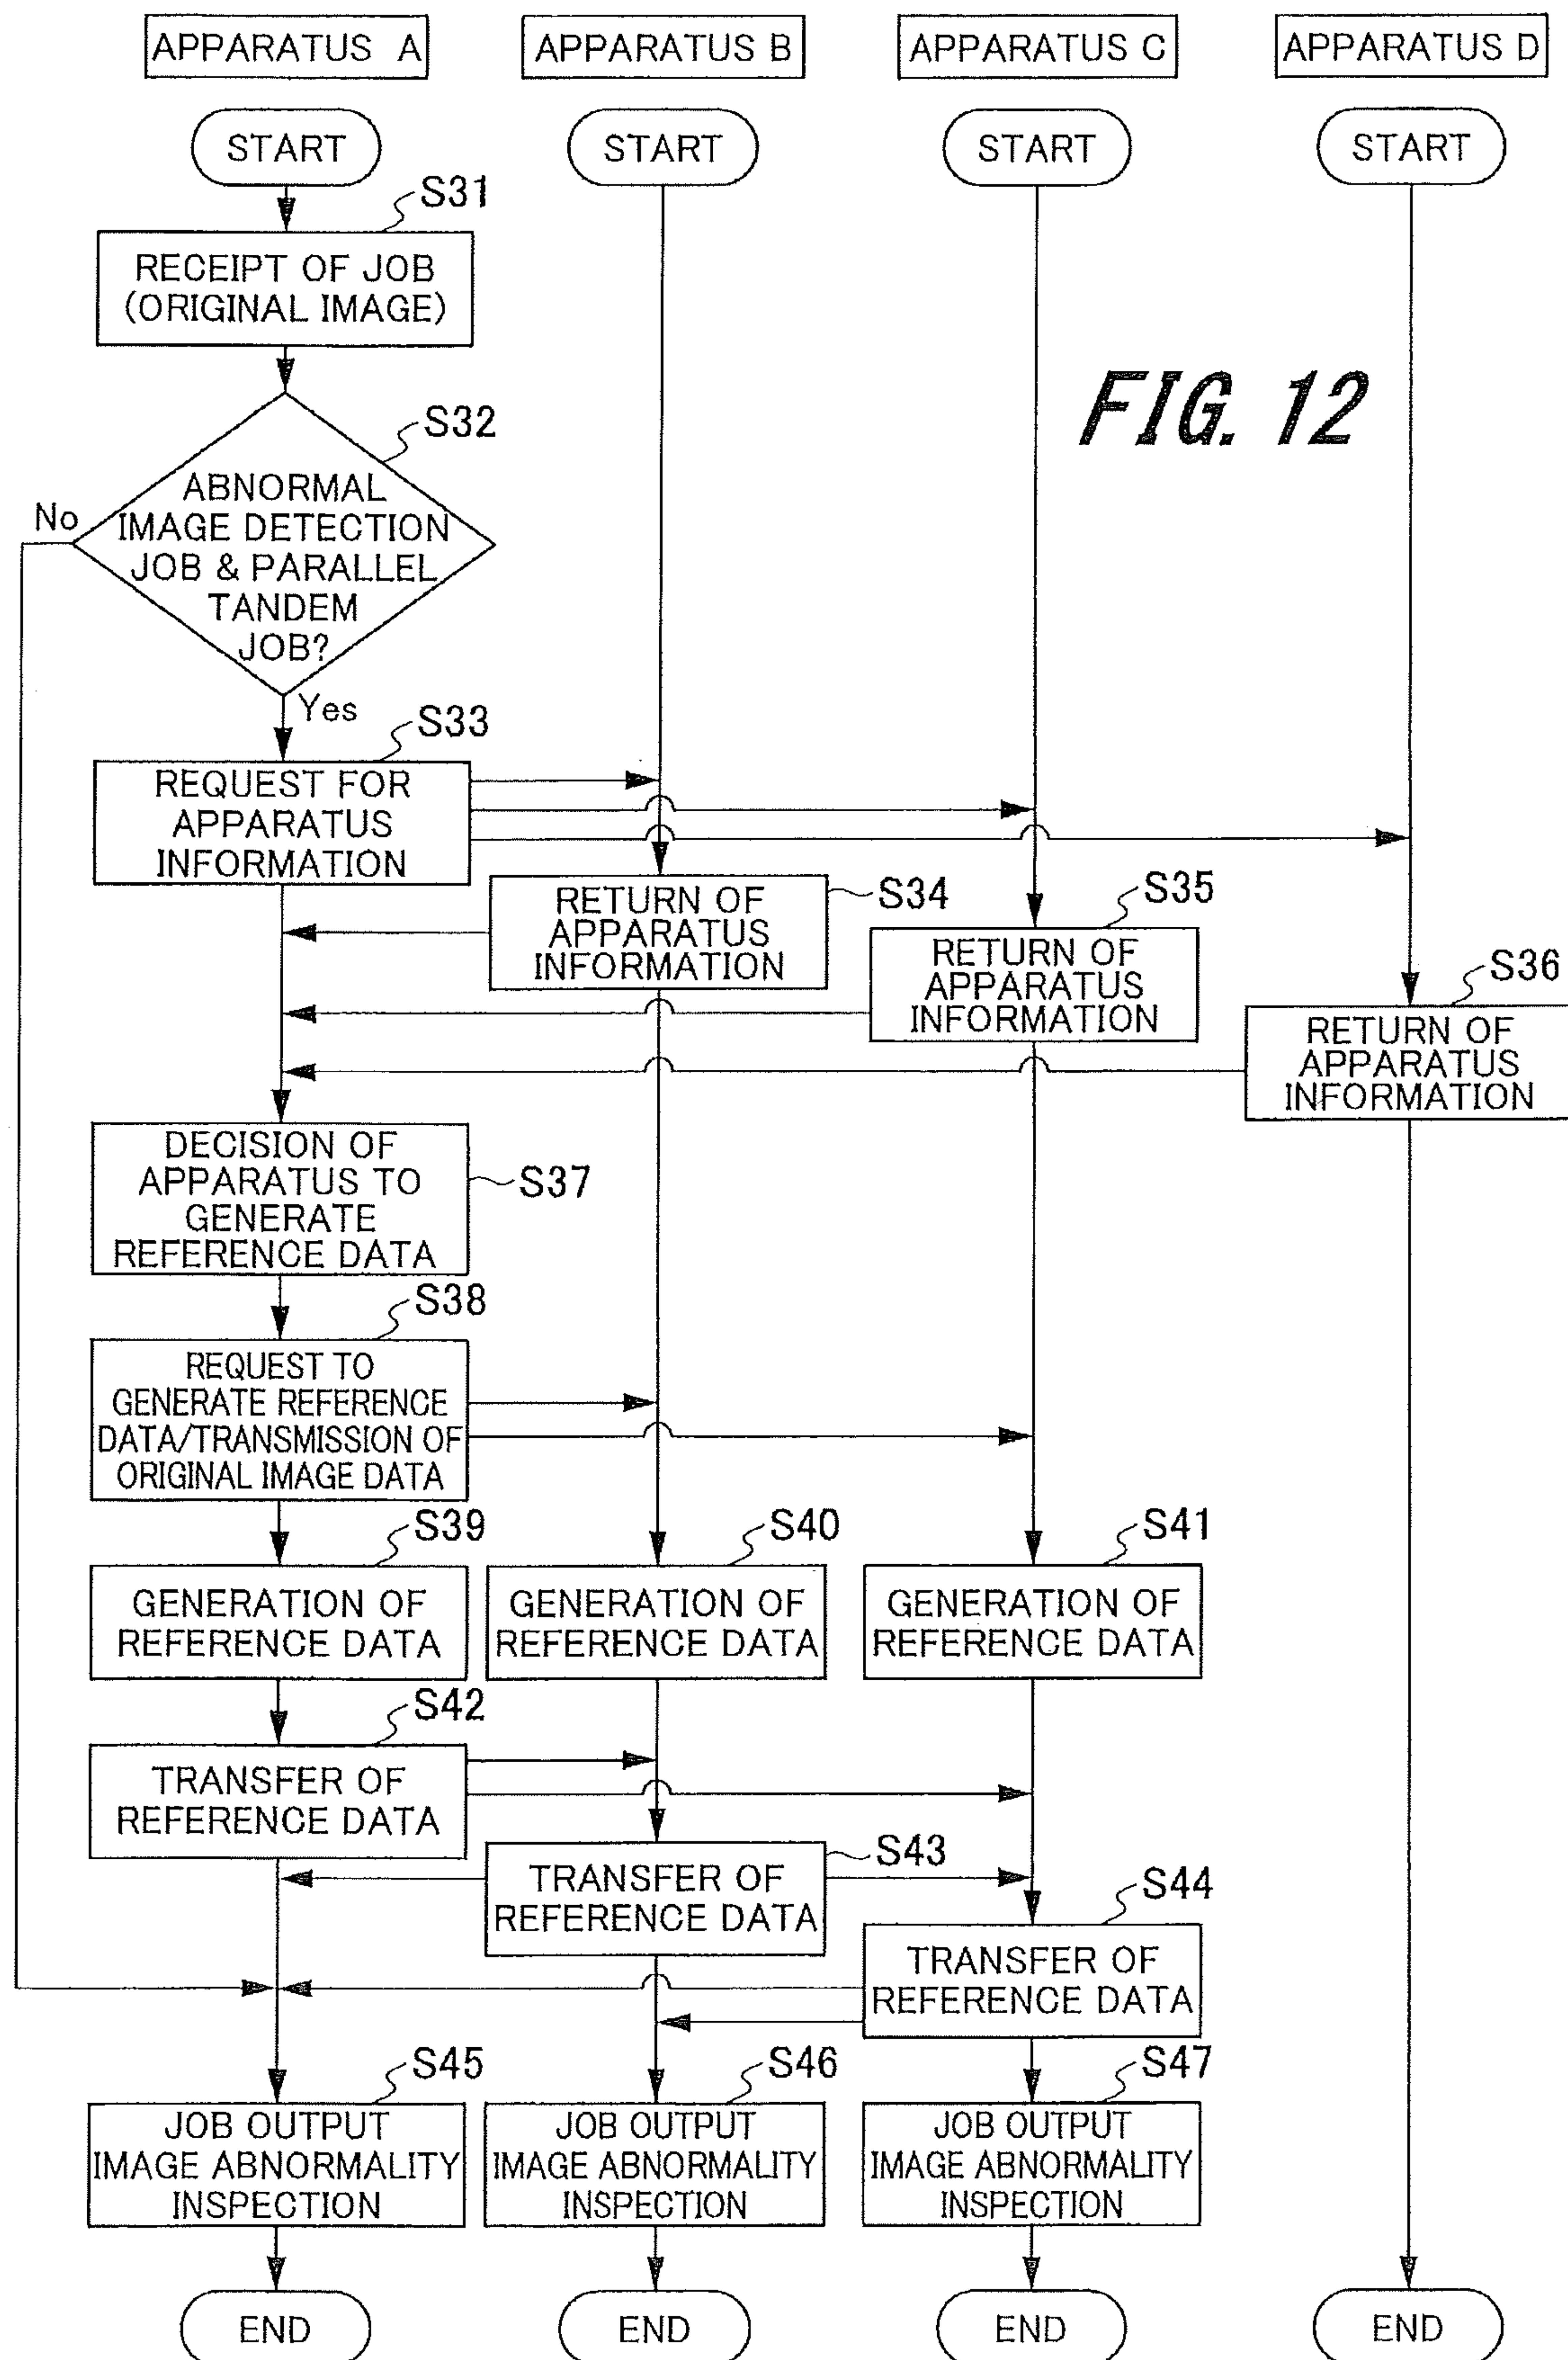 APPARATUS A
APPARATUS B
APPARATUS C
APPARATUS D
START
START
START
START
S31
RECEIPT OF JOB
(ORIGINAL IMAGE)
FIG. 12
S32
ABNORMAL
IMAGE DETECTION
JOB & PARALLEL
TANDEM
JOB?
No
Yes
S33
REQUEST FOR
APPARATUS
INFORMATION
S34
RETURN OF
APPARATUS
INFORMATION
S35
RETURN OF
APPARATUS
INFORMATION
S36
RETURN OF
APPARATUS
INFORMATION
DECISION OF
APPARATUS TO
GENERATE
REFERENCE DATA
S37
S38
REQUEST TO
GENERATE REFERENCE
DATA/TRANSMISSION OF
ORIGINAL IMAGE DATA
S39
GENERATION OF
REFERENCE DATA
S40
GENERATION OF
REFERENCE DATA
S41
GENERATION OF
REFERENCE DATA
S42
TRANSFER OF
REFERENCE DATA
S43
TRANSFER OF
REFERENCE DATA
S44
TRANSFER OF
REFERENCE DATA
S45
JOB OUTPUT
IMAGE ABNORMALITY
INSPECTION
S46
JOB OUTPUT
IMAGE ABNORMALITY
INSPECTION
S47
JOB OUTPUT
IMAGE ABNORMALITY
INSPECTION
END
END
END
END